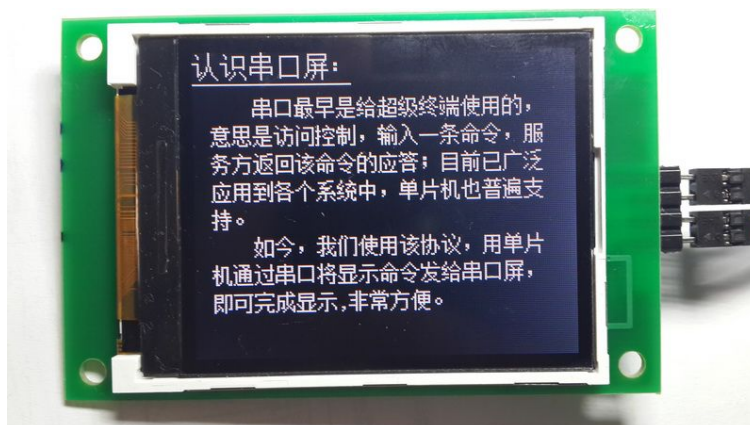 认识串口屏：
串口最早是给超级终端使用的，
意思是访问控制，输入一条命令，服
务方返回该命令的应答；目前已广泛
应用到各个系统中，单片机也普遍支
持。
如今，我们使用该协议，用单片
机通过串口将显示命令发给串口屏，
即可完成显示,非常方便。